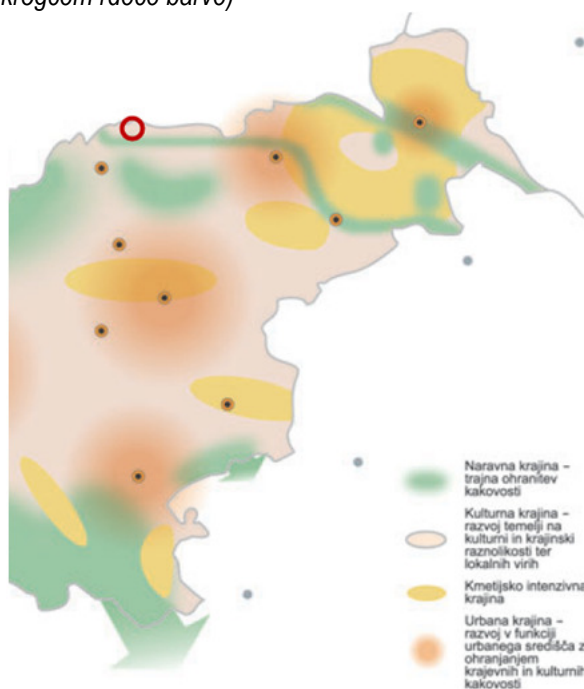 krogcom rdeče barve)
Naravna krajina –
trajna ohranitev
kakovosti
Kulturna krajina –
razvoj temelji na
kulturni in krajinski
raznolikosti ter
lokalnih virih
Kmetijsko intenzivna
krajina
Urbana krajina –
razvoj v funkciji
urbanega središča z
ohranjanjem
krajevnih in kulturnih
kakovosti